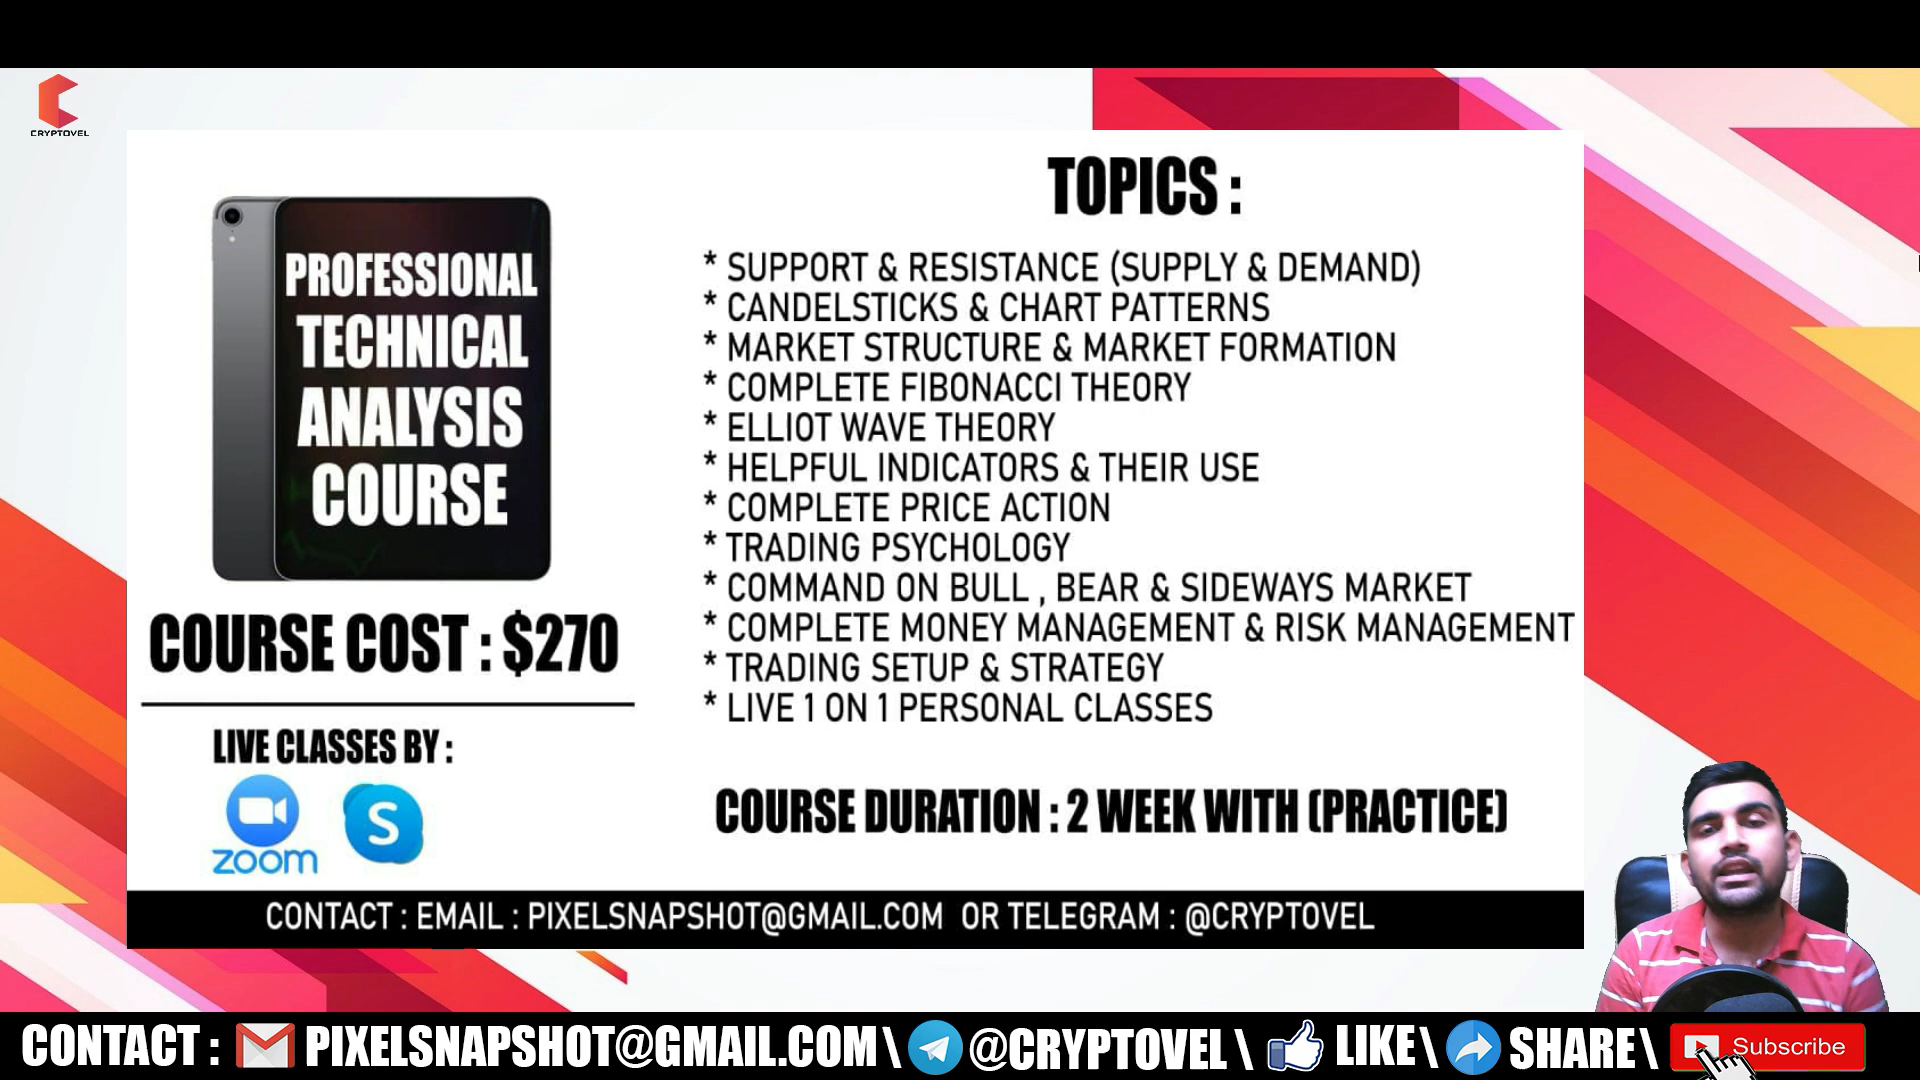 CRYPTOVEL
PROFESSIONAL
TECHNICAL
ANALYSIS
COURSE
COURSE COST : $270
LIVE CLASSES BY :
zoom
S
TOPICS :
* SUPPORT & RESISTANCE (SUPPLY & DEMAND)
* CANDELSTICKS & CHART PATTERNS
* MARKET STRUCTURE & MARKET FORMATION
* COMPLETE FIBONACCI THEORY
* ELLIOT WAVE THEORY
* HELPFUL INDICATORS & THEIR USE
* COMPLETE PRICE ACTION
* TRADING PSYCHOLOGY
* COMMAND ON BULL , BEAR & SIDEWAYS MARKET
* COMPLETE MONEY MANAGEMENT & RISK MANAGEMENT
* TRADING SETUP & STRATEGY
* LIVE 1 ON 1 PERSONAL CLASSES
COURSE DURATION : 2 WEEK WITH (PRACTICE)
CONTACT : EMAIL : PIXELSNAPSHOT@GMAIL.COM OR TELEGRAM : @CRYPTOVEL
CONTACT : PIXELSNAPSHOT@GMAIL.COM \ @CRYPTOVEL \ LIKE \ SHARE \ Subscribe